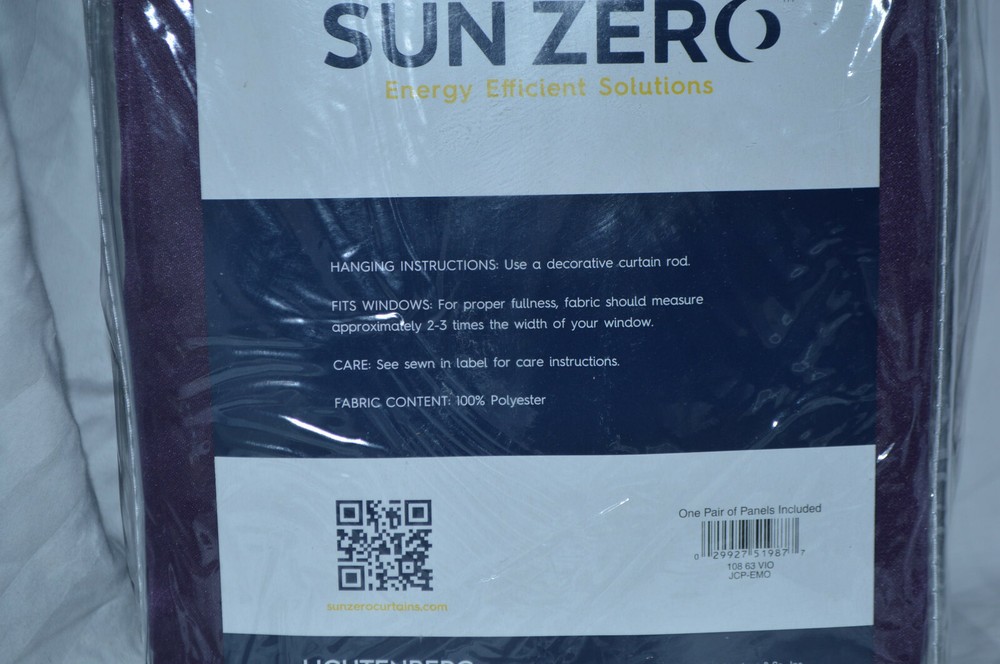 SUN ZERO™
Energy Efficient Solutions
HANGING INSTRUCTIONS: Use a decorative curtain rod.
FITS WINDOWS: For proper fullness, fabric should measure
approximately 2-3 times the width of your window.
CARE: See sewn in label for care instructions.
FABRIC CONTENT: 100% Polyester
One Pair of Panels Included
0 29927 51987 7
108 63 VIO
JCP-EMO
sunzerocurtains.com
LICHTENBERG